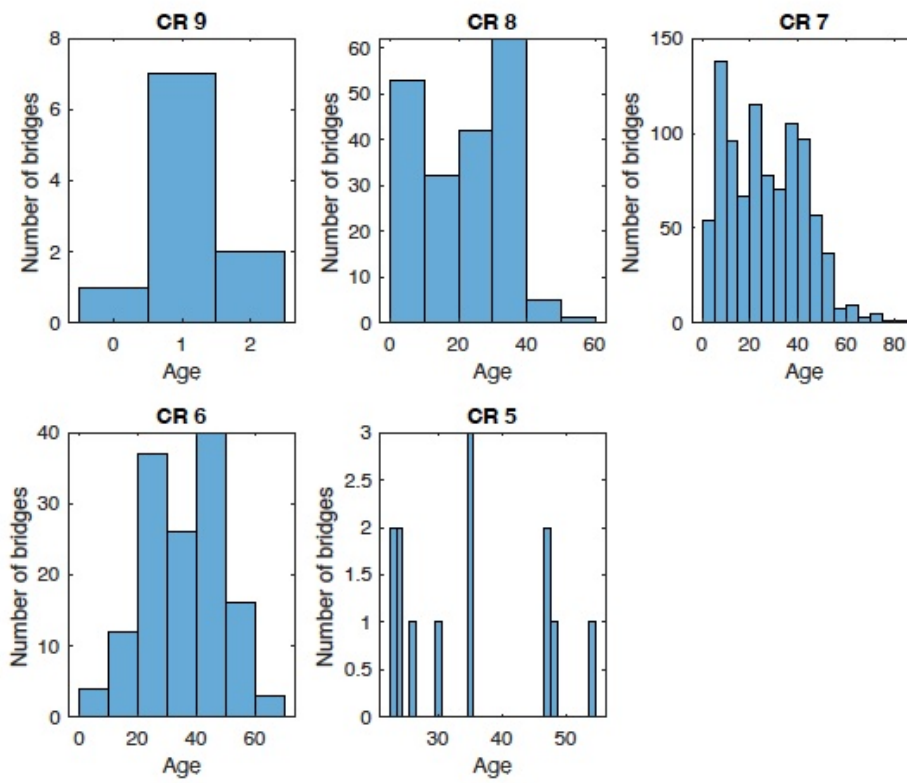 CR 9
8
6
4
2
0
Number of bridges
0 1 2
Age
CR 8
60
50
40
30
20
10
0
Number of bridges
0 20 40 60
Age
CR 7
150
100
50
0
Number of bridges
0 20 40 60 80
Age
CR 6
40
30
20
10
0
Number of bridges
0 20 40 60
Age
CR 5
3
2.5
2
1.5
1
0.5
0
Number of bridges
30 40 50
Age